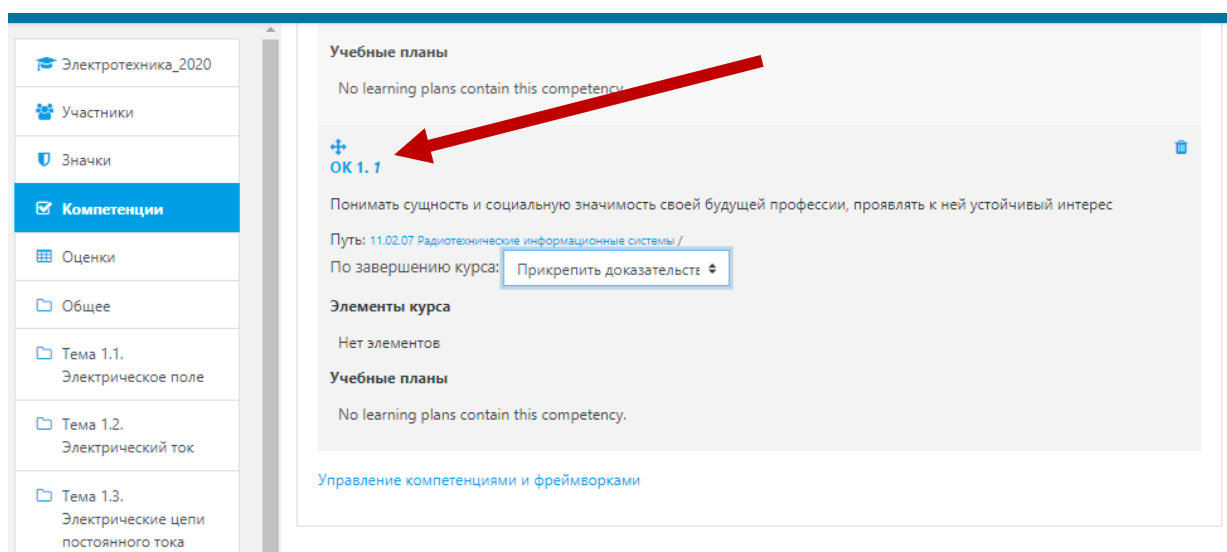 Электротехника_2020
Участники
Значки
Компетенции
Оценки
Общее
Тема 1.1.
Электрическое поле
Тема 1.2.
Электрический ток
Тема 1.3.
Электрические цепи
постоянного тока
Учебные планы
No learning plans contain this competency.
ОК 1. 1
Понимать сущность и социальную значимость своей будущей профессии, проявлять к ней устойчивый интерес
Путь: 11.02.07 Радиотехнические информационные системы /
По завершению курса: Прикрепить доказательств
Элементы курса
Нет элементов
Учебные планы
No learning plans contain this competency.
Управление компетенциями и фреймворками